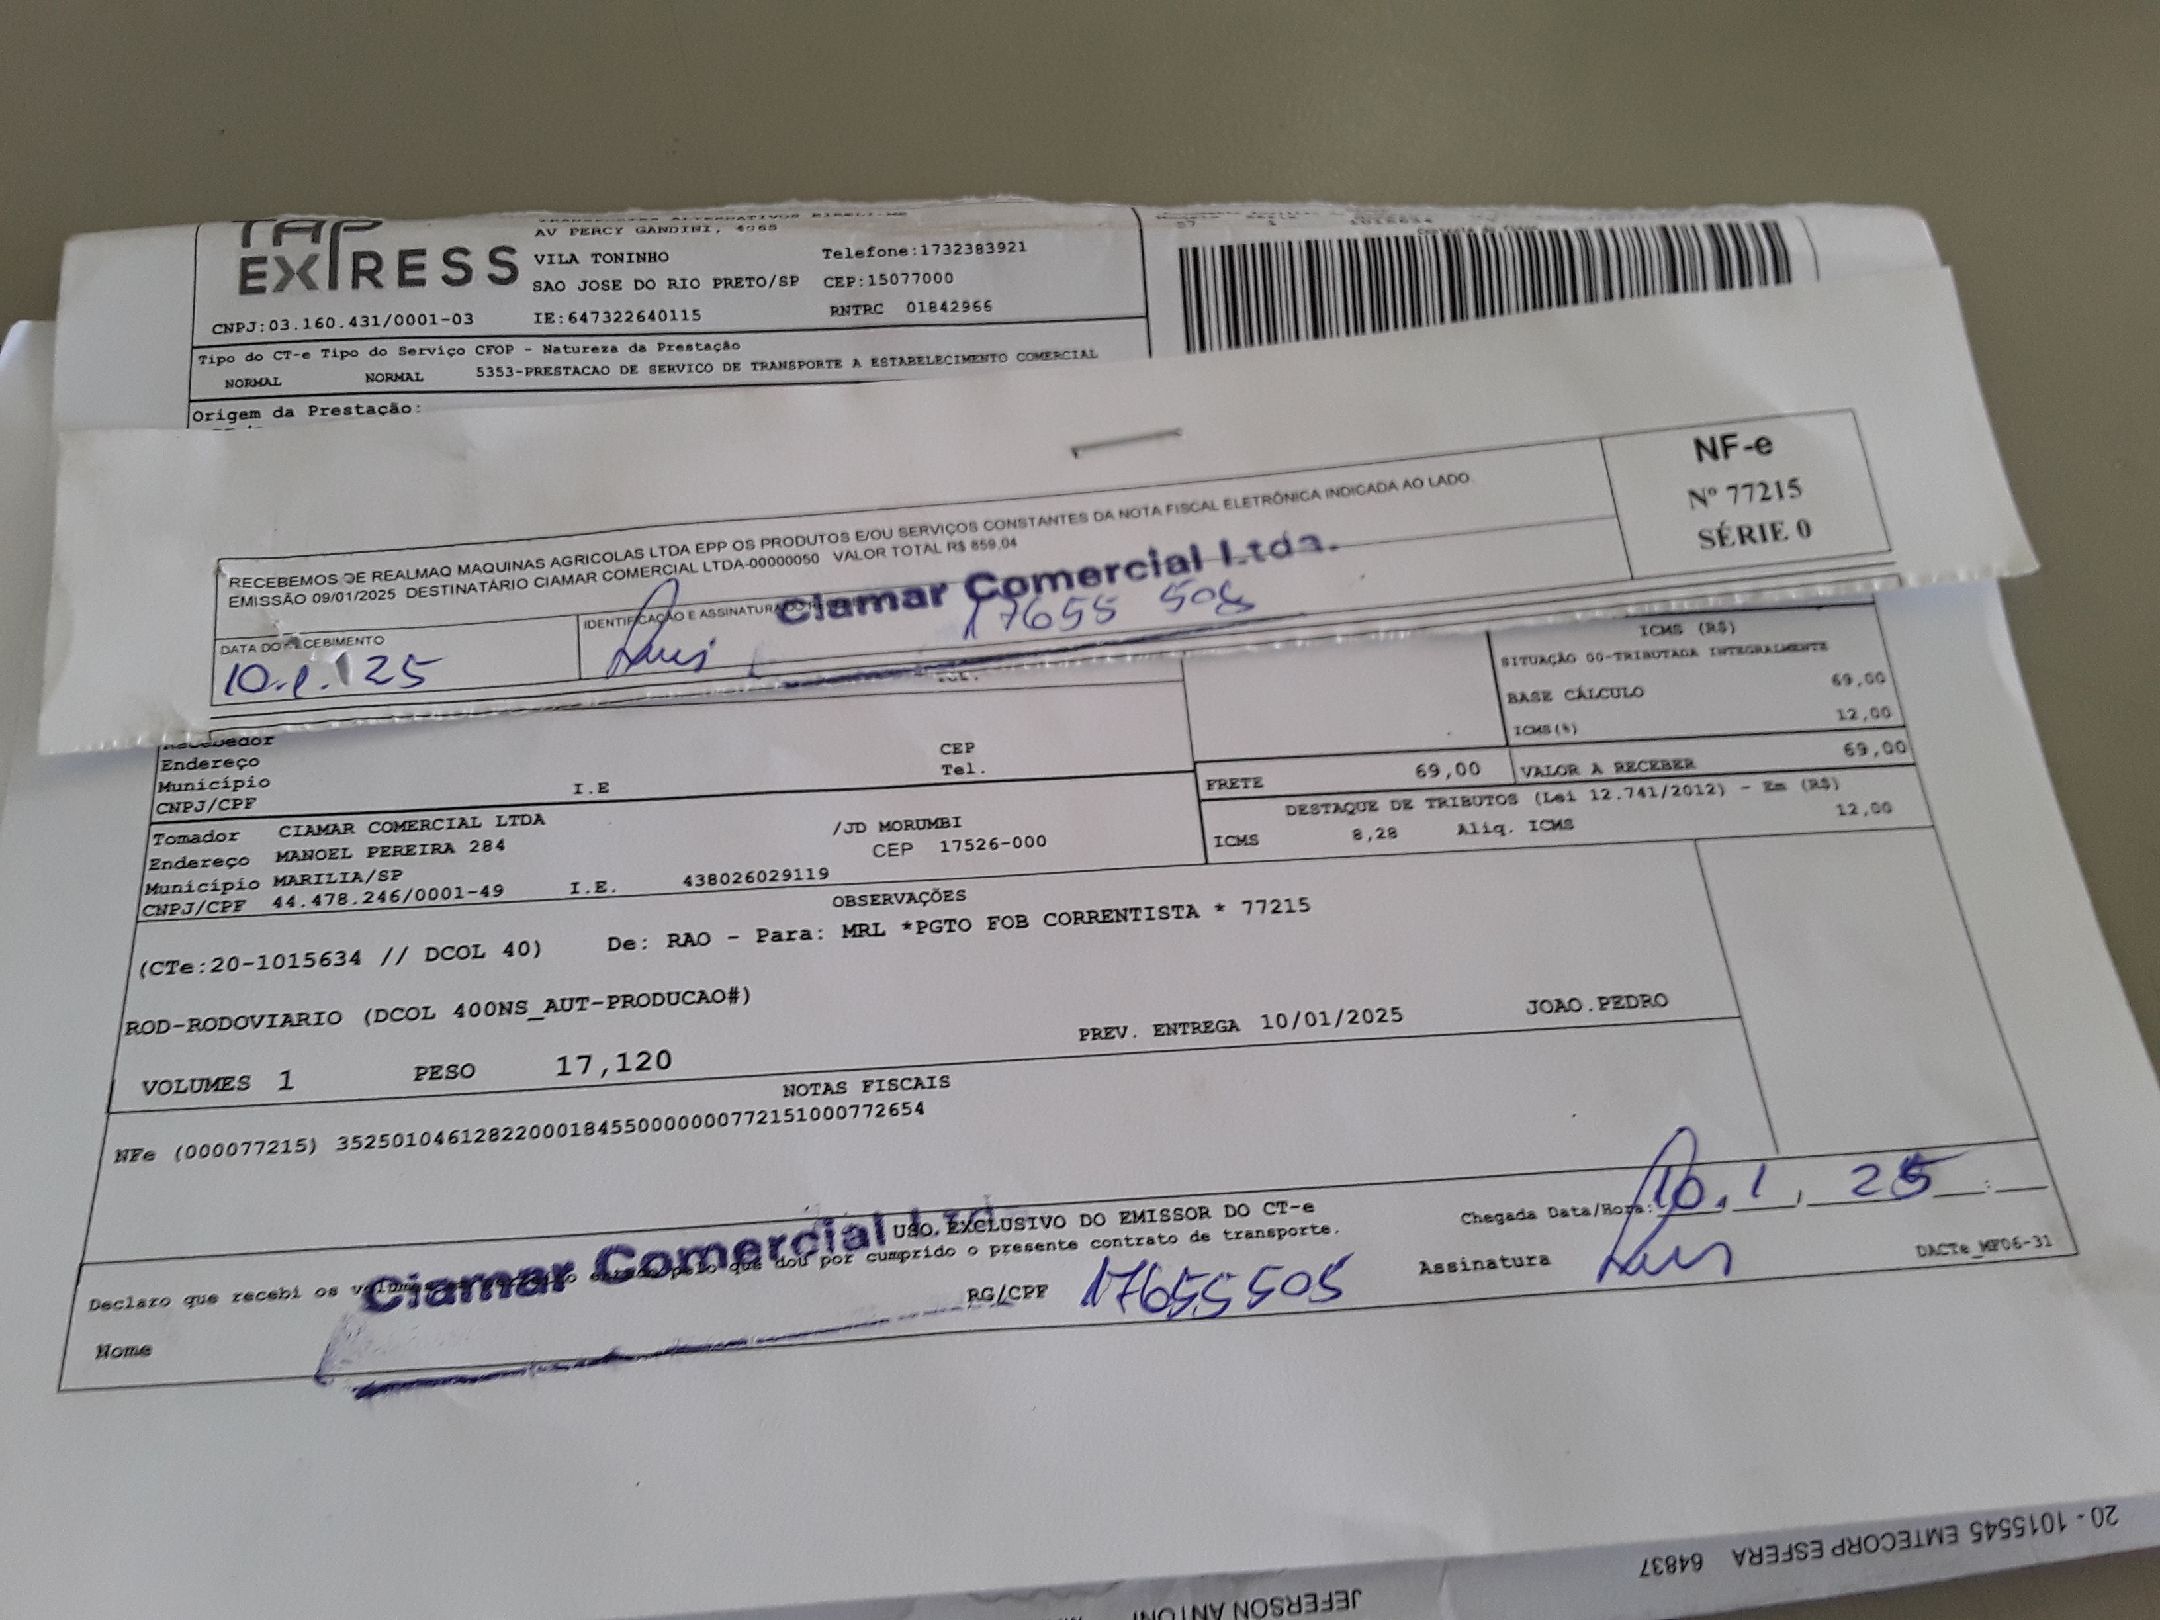 TAP
EXPRESS
AV PERCY GANDINI, 4365
VILA TONINHO
Telefone:1732383921
SAO JOSE DO RIO PRETO/SP CEP:15077000
CNPJ:03.160.431/0001-03 IE:647322640115 RNTRC 01842966
Tipo do CT-e Tipo do Serviço CFOP - Natureza da Prestação
NORMAL NORMAL 5353-PRESTACAO DE SERVICO DE TRANSPORTE A ESTABELECIMENTO COMERCIAL
Origem da Prestação:
NF-e
Nº 77215
SÉRIE 0
RECEBEMOS DE REALMAQ MAQUINAS AGRICOLAS LTDA EPP OS PRODUTOS E/OU SERVIÇOS CONSTANTES DA NOTA FISCAL ELETRÔNICA INDICADA AO LADO.
EMISSÃO 09/01/2025 DESTINATÁRIO CIAMAR COMERCIAL LTDA-00000050 VALOR TOTAL R$ 859,04
Ciamar Comercial Ltda.
DATA DO RECEBIMENTO
IDENTIFICAÇÃO E ASSINATURA DO
10.1.25
Luis
17655 505
ICMS (R$)
SITUAÇÃO 00-TRIBUTADA INTEGRALMENTE
BASE CÁLCULO 69,00
ICMS(%) 12,00
FRETE 69,00 VALOR A RECEBER 69,00
DESTAQUE DE TRIBUTOS (Lei 12.741/2012) - Em (R$)
ICMS 8,28 Aliq. ICMS 12,00
Recebedor
Endereço CEP
Município Tel.
CNPJ/CPF I.E
Tomador CIAMAR COMERCIAL LTDA
Endereço MANOEL PEREIRA 284 /JD MORUMBI
Município MARILIA/SP CEP 17526-000
CNPJ/CPF 44.478.246/0001-49 I.E. 438026029119
OBSERVAÇÕES
(CTe:20-1015634 // DCOL 40) De: RAO - Para: MRL *PGTO FOB CORRENTISTA * 77215
ROD-RODOVIARIO (DCOL 400NS_AUT-PRODUCAO#)
PREV. ENTREGA 10/01/2025 JOAO.PEDRO
VOLUMES 1 PESO 17,120
NOTAS FISCAIS
NFe (000077215) 35250104612822000184550000000772151000772654
USO EXCLUSIVO DO EMISSOR DO CT-e
Ciamar Comercial Ltda
Declaro que recebi os volumes pelo que dou por cumprido o presente contrato de transporte.
Chegada Data/Hora: 10.1.25
Nome
RG/CPF 17655505
Assinatura Luis
DACTe_MF06-31
20 - 1015545 EMTECORP ESFERA 64837
JEFERSON ANTONI